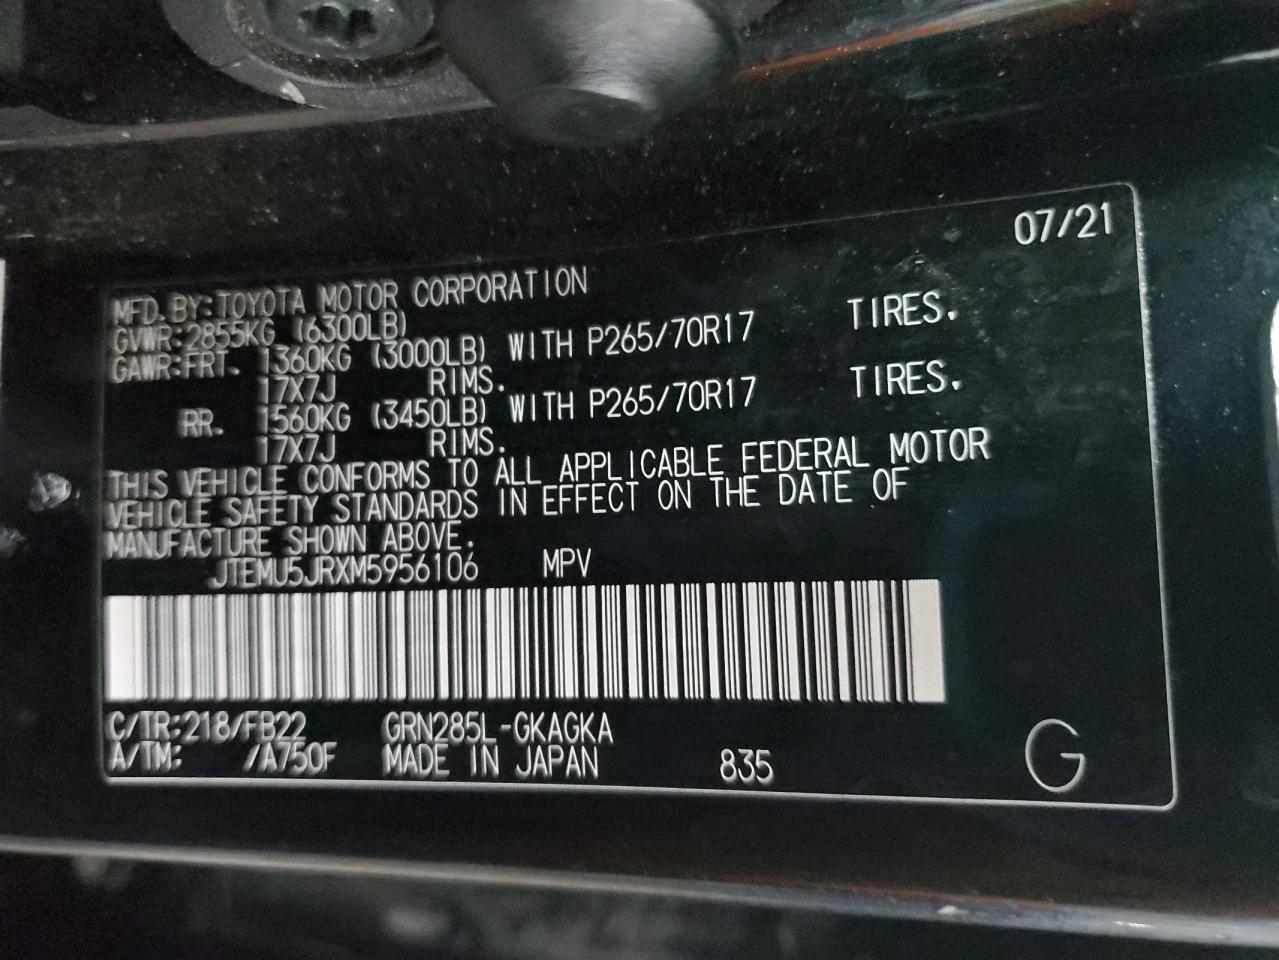 07/21
MFD.BY:TOYOTA MOTOR CORPORATION
GVWR:2855KG (6300LB)
GAWR:FRT. 1360KG (3000LB) WITH P265/70R17 TIRES.
17X7J RIMS.
RR. 1560KG (3450LB) WITH P265/70R17 TIRES.
17X7J RIMS.
THIS VEHICLE CONFORMS TO ALL APPLICABLE FEDERAL MOTOR
VEHICLE SAFETY STANDARDS IN EFFECT ON THE DATE OF
MANUFACTURE SHOWN ABOVE.
JTEMU5JRXM5956106 MPV
C/TR:218/FB22 GRN285L-GKAGKA
A/TM: /A750F MADE IN JAPAN 835 G